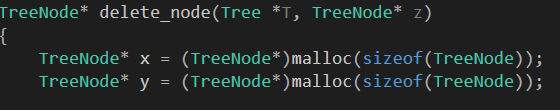 TreeNode* delete_node(Tree *T, TreeNode* z)
{
    TreeNode* x = (TreeNode*)malloc(sizeof(TreeNode));
    TreeNode* y = (TreeNode*)malloc(sizeof(TreeNode));